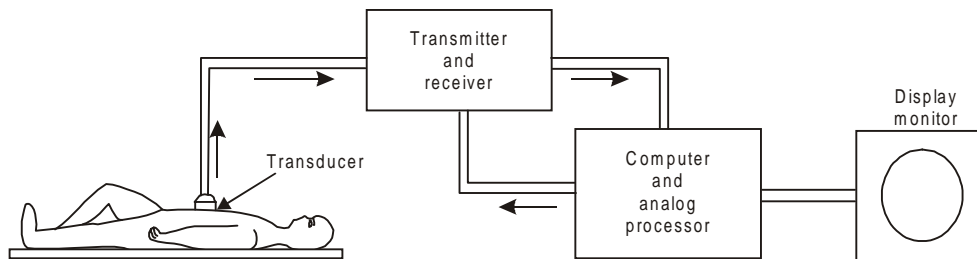 Transmitter
and
receiver
Display
monitor
Transducer
Computer
and
analog
processor